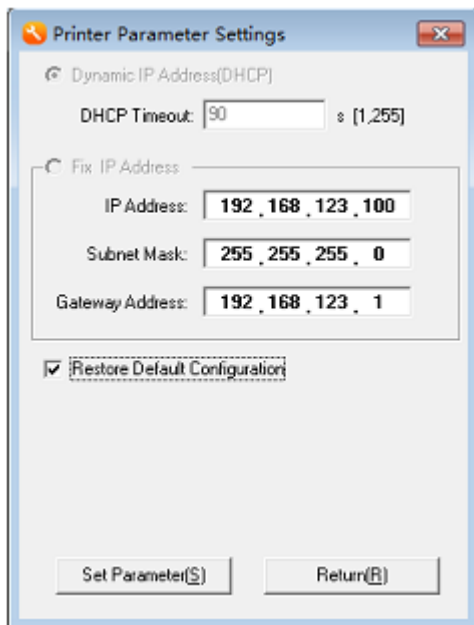 Printer Parameter Settings
Dynamic IP Address(DHCP)
DHCP Timeout: 90 s [1,255]
Fix IP Address
IP Address: 192 . 168 . 123 . 100
Subnet Mask: 255 . 255 . 255 . 0
Gateway Address: 192 . 168 . 123 . 1
Restore Default Configuration
Set Parameter(S) Return(R)